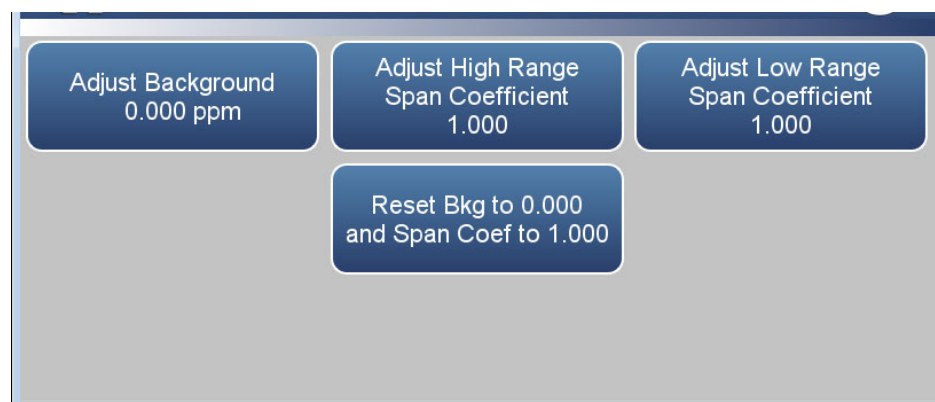 Adjust Background
0.000 ppm
Adjust High Range
Span Coefficient
1.000
Adjust Low Range
Span Coefficient
1.000
Reset Bkg to 0.000
and Span Coef to 1.000